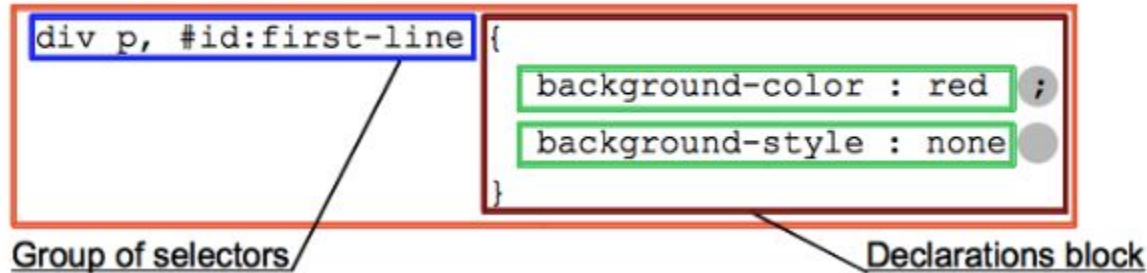 div p, #id:first-line {
background-color : red ;
background-style : none
}
Group of selectors
Declarations block